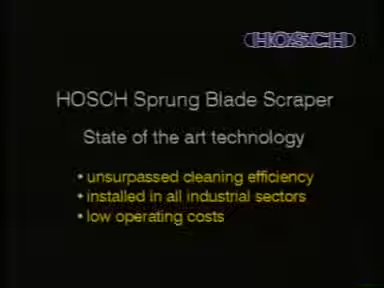 HOSCH
HOSCH Sprung Blade Scraper
State of the art technology
• unsurpassed cleaning efficiency
• installed in all industrial sectors
• low operating costs